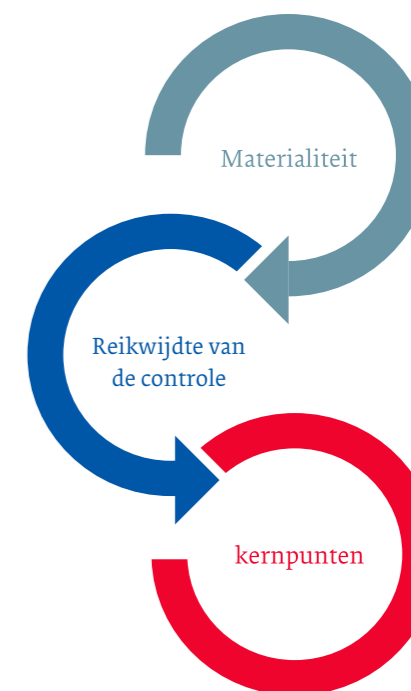 Materialiteit
Reikwijdte van
de controle
kernpunten